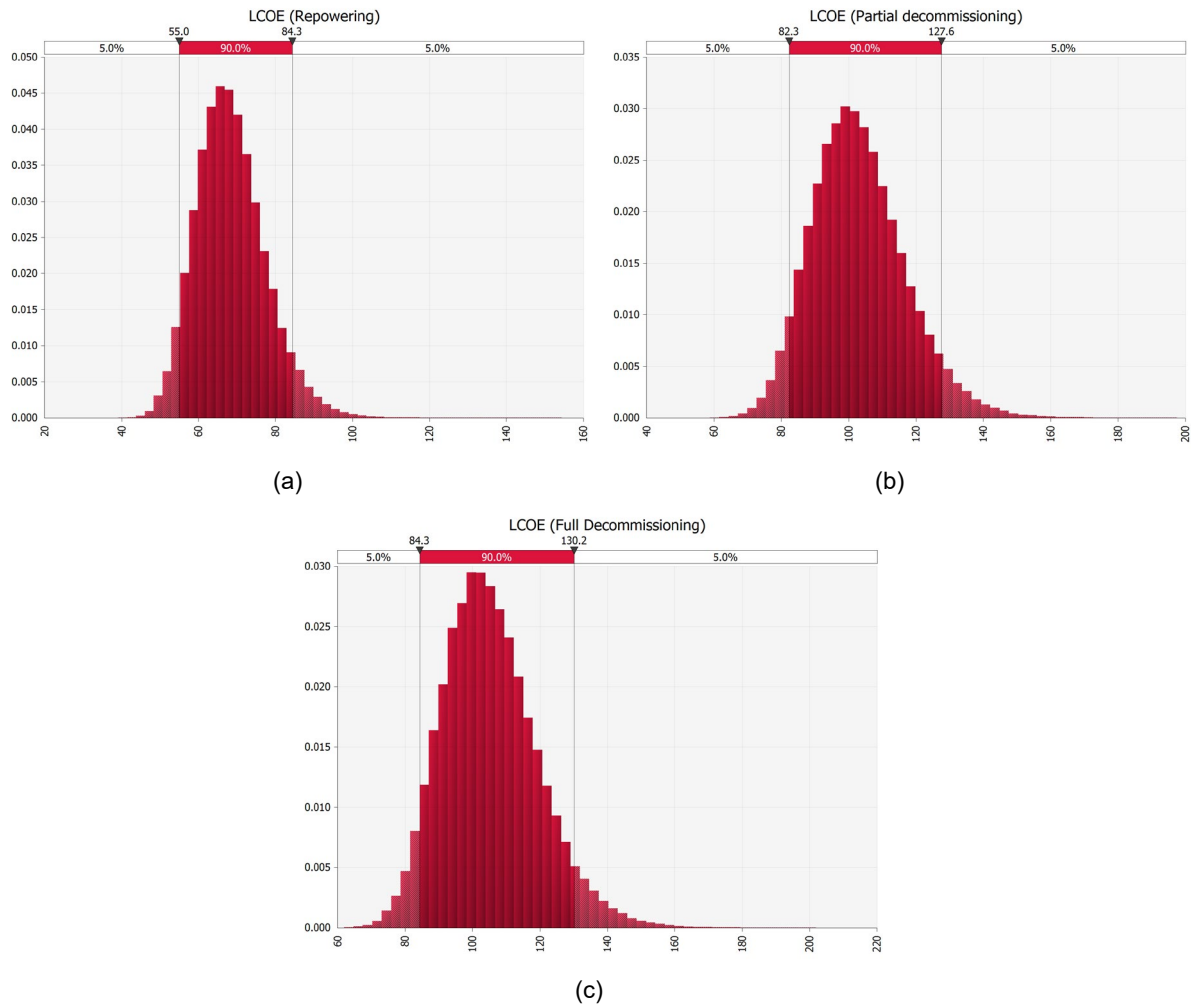 LCOE (Repowering)
55.0 84.3
5.0% 90.0% 5.0%
0.050
0.045
0.040
0.035
0.030
0.025
0.020
0.015
0.010
0.005
0.000
20 40 60 80 100 120 140 160
(a)
LCOE (Partial decommissioning)
82.3 127.6
5.0% 90.0% 5.0%
0.035
0.030
0.025
0.020
0.015
0.010
0.005
0.000
40 60 80 100 120 140 160 180 200
(b)
LCOE (Full Decommissioning)
84.3 130.2
5.0% 90.0% 5.0%
0.030
0.025
0.020
0.015
0.010
0.005
0.000
60 80 100 120 140 160 180 200 220
(c)